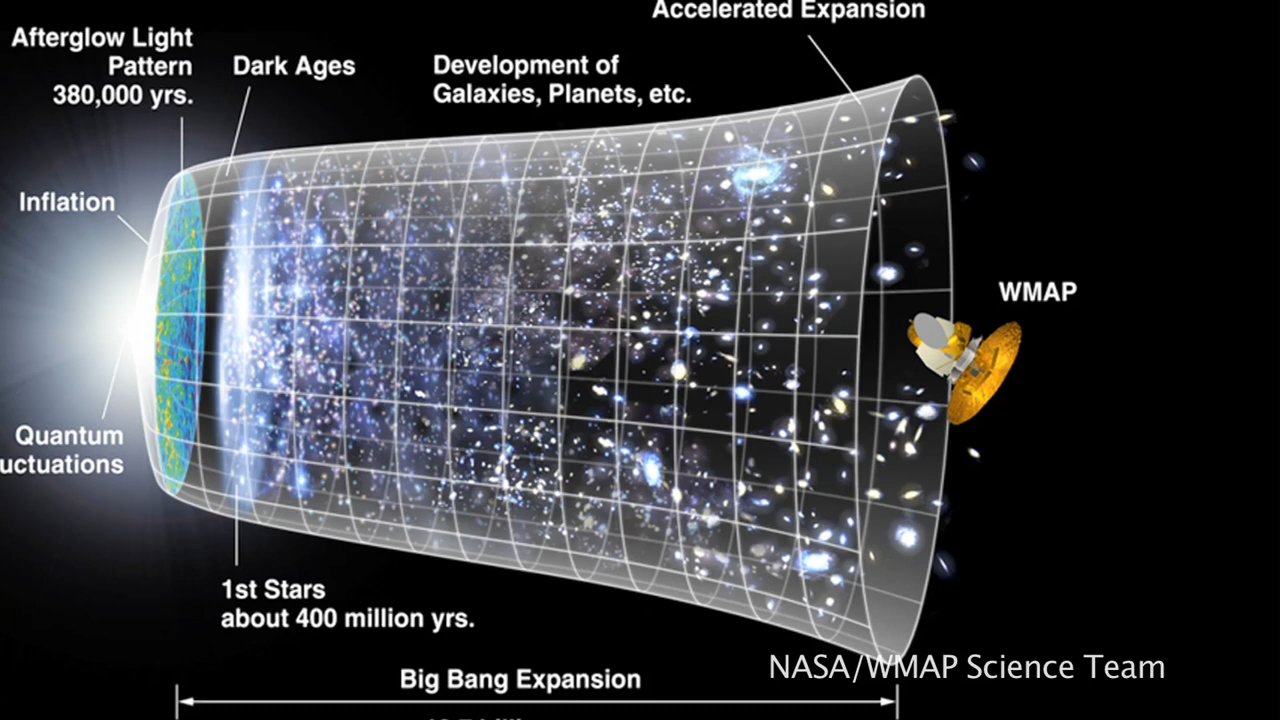 Accelerated Expansion
Afterglow Light
Pattern
380,000 yrs.
Dark Ages
Development of
Galaxies, Planets, etc.
Inflation
WMAP
Quantum
uctuations
1st Stars
about 400 million yrs.
NASA/WMAP Science Team
Big Bang Expansion